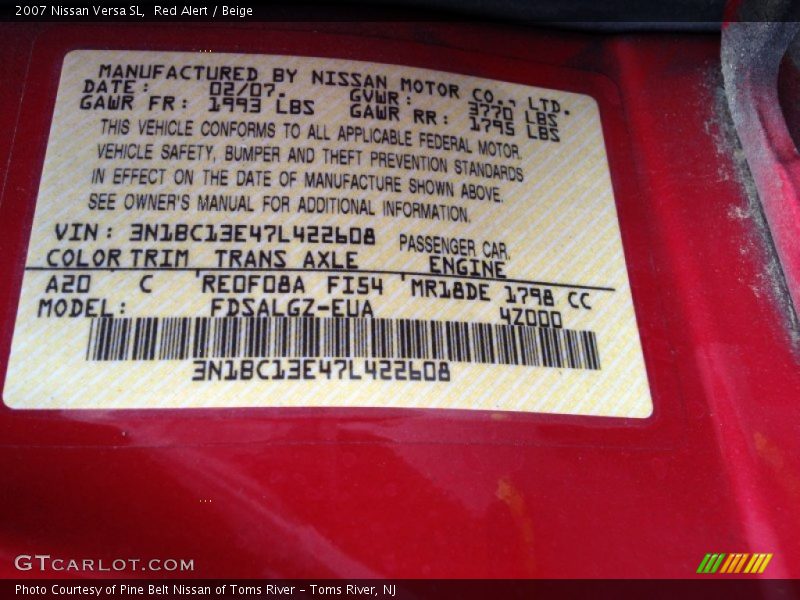 2007 Nissan Versa SL,  Red Alert / Beige
MANUFACTURED BY NISSAN MOTOR CO., LTD.
DATE: 02/07. GVWR: 3770 LBS
GAWR FR: 1993 LBS GAWR RR: 1795 LBS
THIS VEHICLE CONFORMS TO ALL APPLICABLE FEDERAL MOTOR
VEHICLE SAFETY, BUMPER AND THEFT PREVENTION STANDARDS
IN EFFECT ON THE DATE OF MANUFACTURE SHOWN ABOVE.
SEE OWNER'S MANUAL FOR ADDITIONAL INFORMATION.
VIN: 3N1BC13E47L422608 PASSENGER CAR.
COLOR TRIM TRANS AXLE ENGINE
A20 C RE0F08A FI54 MR18DE 1798 CC
MODEL: FDSALGZ-EUA 4Z000
3N1BC13E47L422608
GTCARLOT.COM
Photo Courtesy of Pine Belt Nissan of Toms River – Toms River, NJ